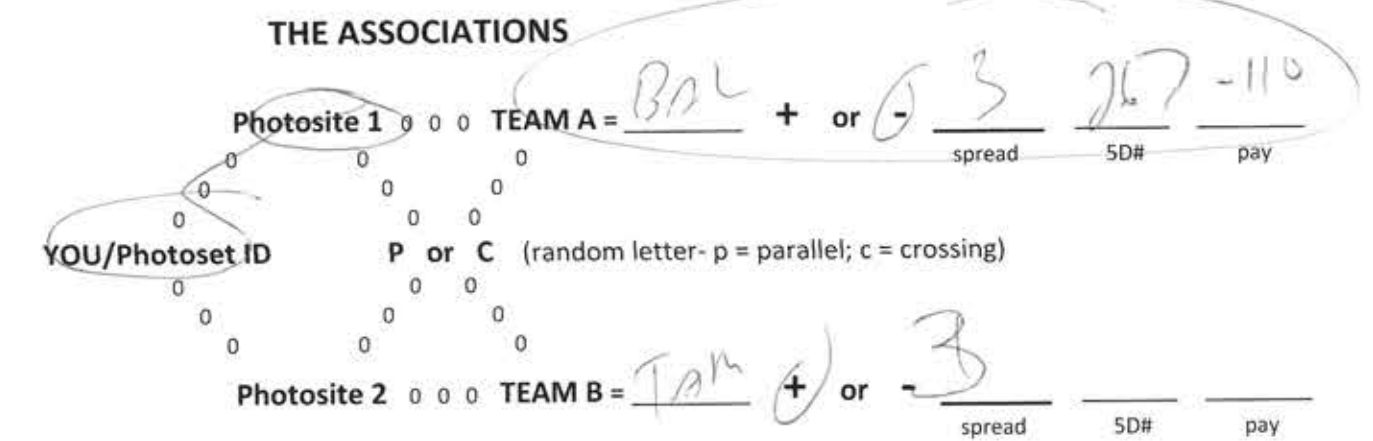 THE ASSOCIATIONS
Photosite 1 0 0 0 TEAM A = BAL + or - 3 267 -110
0 0 0 spread 5D# pay
0 0 0
0 0 0
YOU/Photoset ID P or C (random letter- p = parallel; c = crossing)
0 0 0
0 0 0
0 0 0
Photosite 2 0 0 0 TEAM B = TAM + or - 3
spread 5D# pay